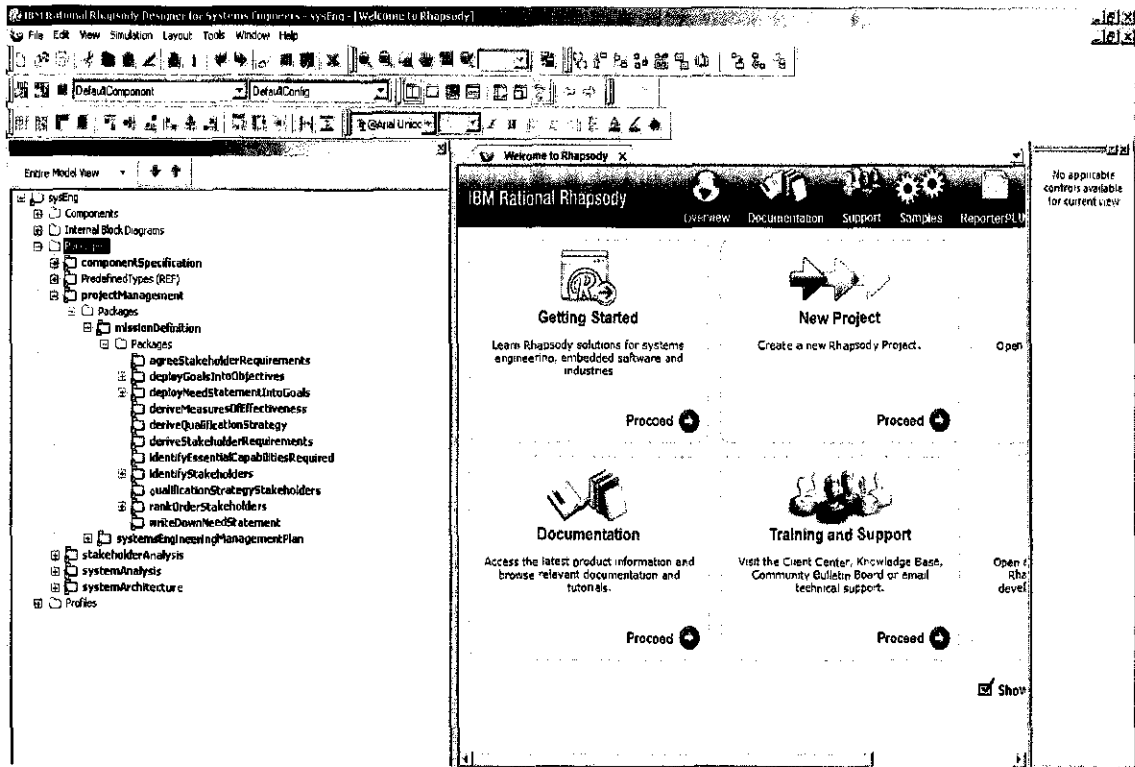 IBM Rational Rhapsody Designer for Systems Engineers - sysEng - [Welcome to Rhapsody]
File Edit View Simulation Layout Tools Window Help
DefaultComponent DefaultConfig
Welcome to Rhapsody X
Entire Model View
sysEng
Components
Internal Block Diagrams
Packages
componentSpecification
PredefinedTypes (REF)
projectManagement
Packages
missionDefinition
Packages
agreeStakeholderRequirements
deployGoalsIntoObjectives
deployNeedStatementIntoGoals
deriveMeasuresOfEffectiveness
deriveQualificationStrategy
deriveStakeholderRequirements
identifyEssentialCapabilitiesRequired
identifyStakeholders
qualificationStrategyStakeholders
rankOrderStakeholders
writeDownNeedStatement
systemsEngineeringManagementPlan
stakeholderAnalysis
systemAnalysis
systemArchitecture
Profiles
IBM Rational Rhapsody
Overview Documentation Support Samples ReporterPLU
Getting Started
Learn Rhapsody solutions for systems
engineering, embedded software and
industries
Proceed
New Project
Create a new Rhapsody Project.
Proceed
Open
Documentation
Access the latest product information and
browse relevant documentation and
tutorials.
Proceed
Training and Support
Visit the Client Center, Knowledge Base,
Community Bulletin Board or email
technical support.
Proceed
Open
Rha
devel
Show
No applicable
controls available
for current view